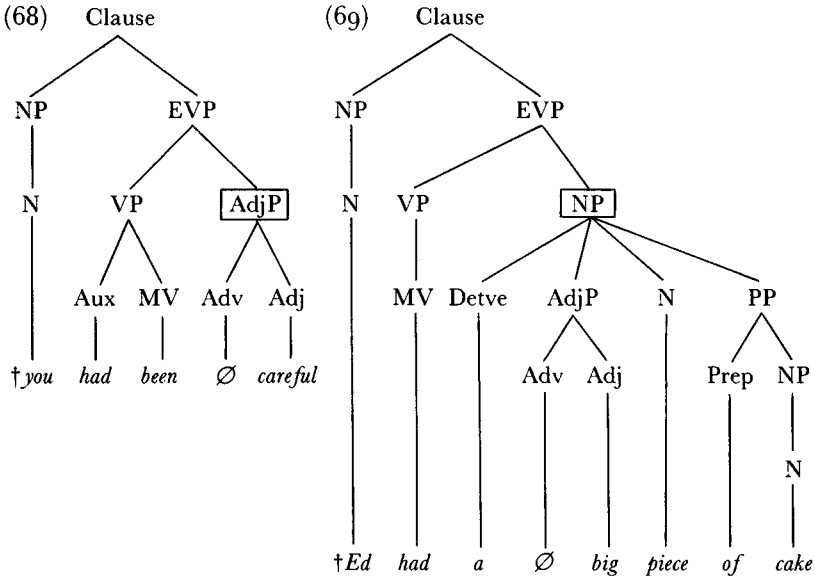 (68) Clause (69) Clause
NP EVP NP EVP
N VP AdjP N VP NP
Aux MV Adv Adj MV Detve AdjP N PP
†you had been ∅ careful Adv Adj Prep NP
N
†Ed had a ∅ big piece of cake